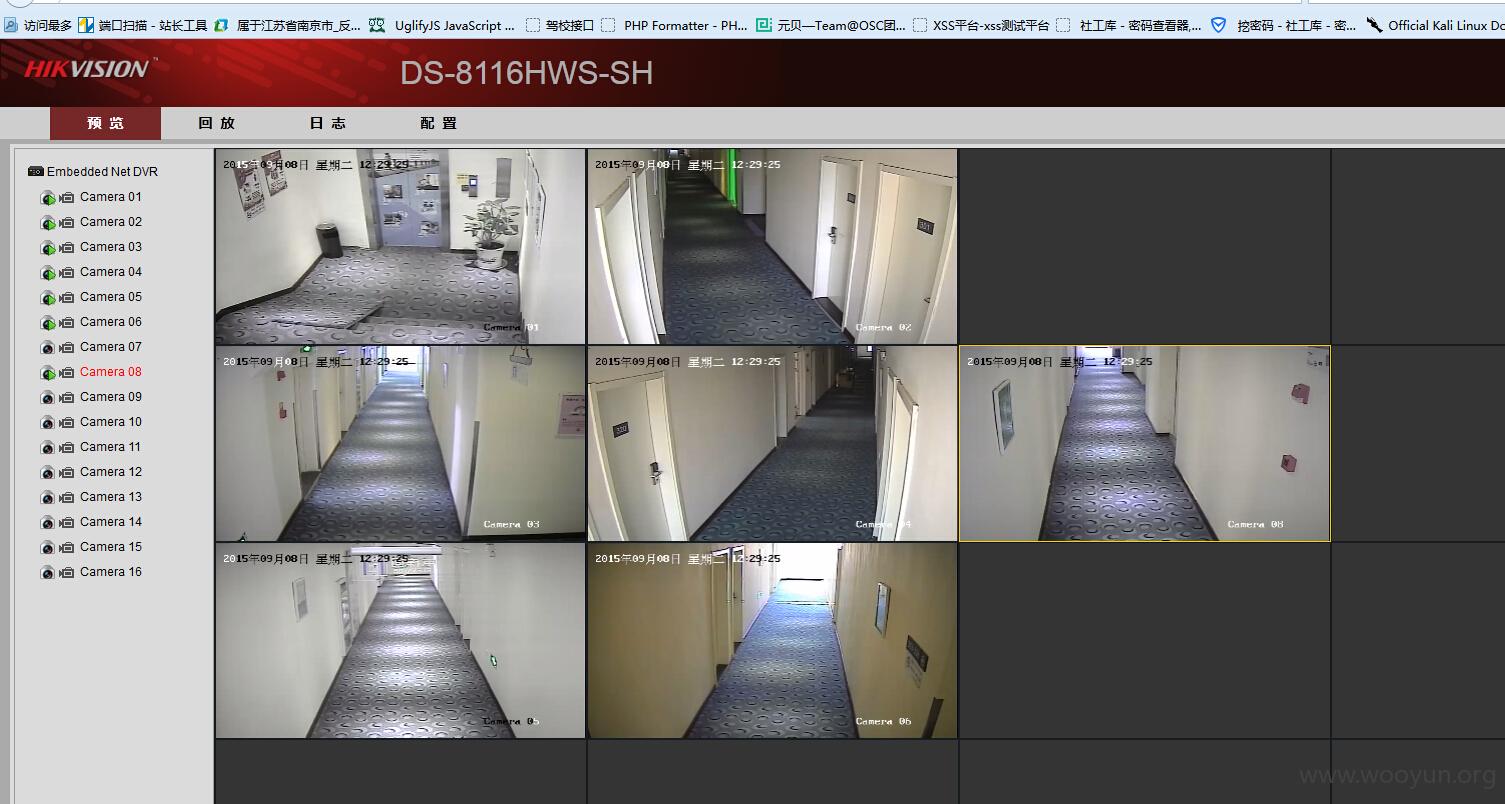 访问最多 端口扫描 - 站长工具 属于江苏省南京市_反... UglifyJS JavaScript ... 驾校接口 PHP Formatter - PH... 元贝—Team@OSC团... XSS平台-xss测试平台 社工库 - 密码查看器,... 挖密码 - 社工库 - 密... Official Kali Linux Do
HIKVISION™ DS-8116HWS-SH
预览 回放 日志 配置
Embedded Net DVR
Camera 01
Camera 02
Camera 03
Camera 04
Camera 05
Camera 06
Camera 07
Camera 08
Camera 09
Camera 10
Camera 11
Camera 12
Camera 13
Camera 14
Camera 15
Camera 16
2015年09月08日 星期二 12:29:25
Camera 01
2015年09月08日 星期二 12:29:25
Camera 02
2015年09月08日 星期二 12:29:25
Camera 03
2015年09月08日 星期二 12:29:25
Camera 04
2015年09月08日 星期二 12:29:25
Camera 08
2015年09月08日 星期二 12:29:25
Camera 05
2015年09月08日 星期二 12:29:25
Camera 06
www.wooyun.org